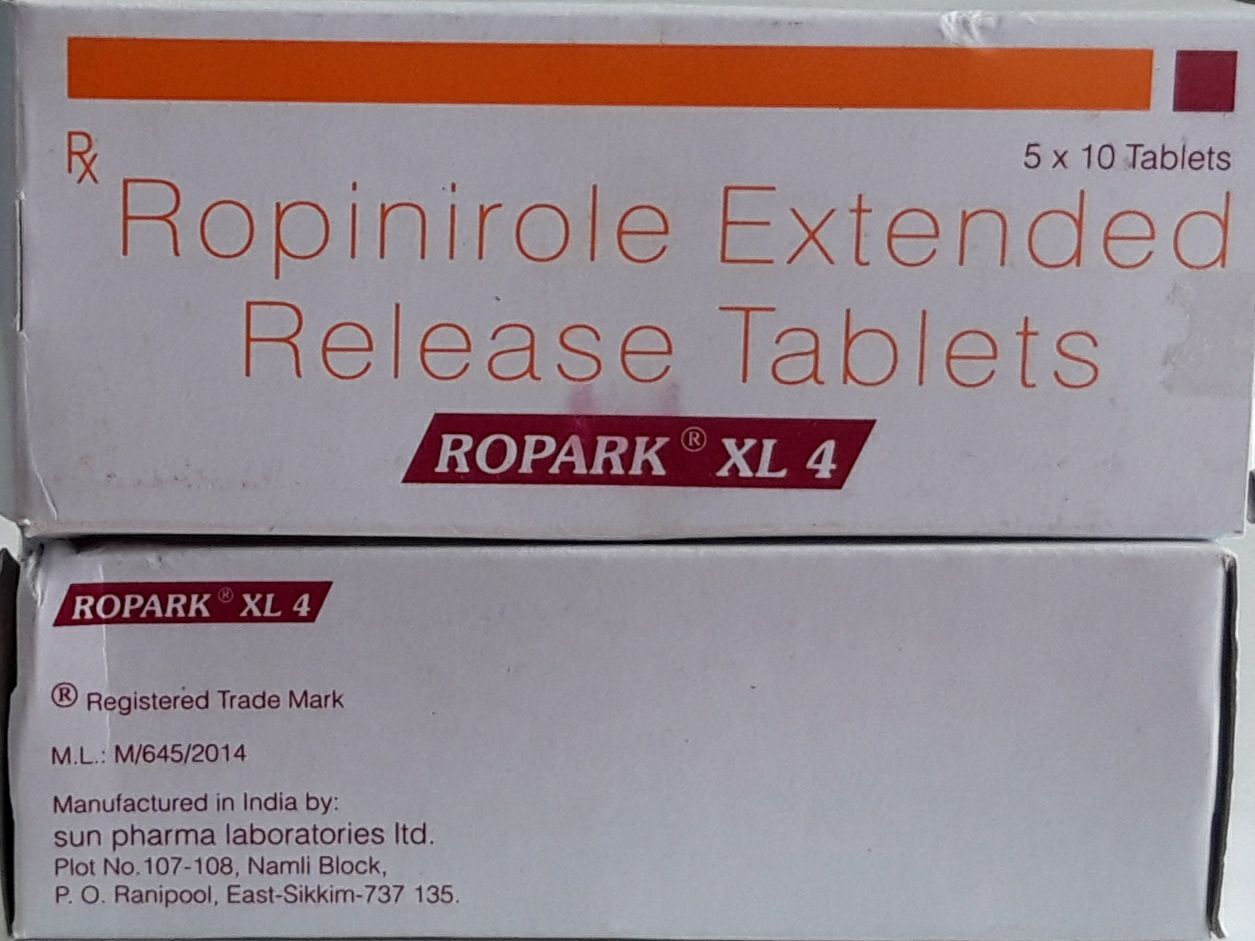 Rx
5 x 10 Tablets
Ropinirole Extended
Release Tablets
ROPARK ® XL 4
ROPARK ® XL 4
® Registered Trade Mark
M.L.: M/645/2014
Manufactured in India by:
sun pharma laboratories ltd.
Plot No.107-108, Namli Block,
P. O. Ranipool, East-Sikkim-737 135.